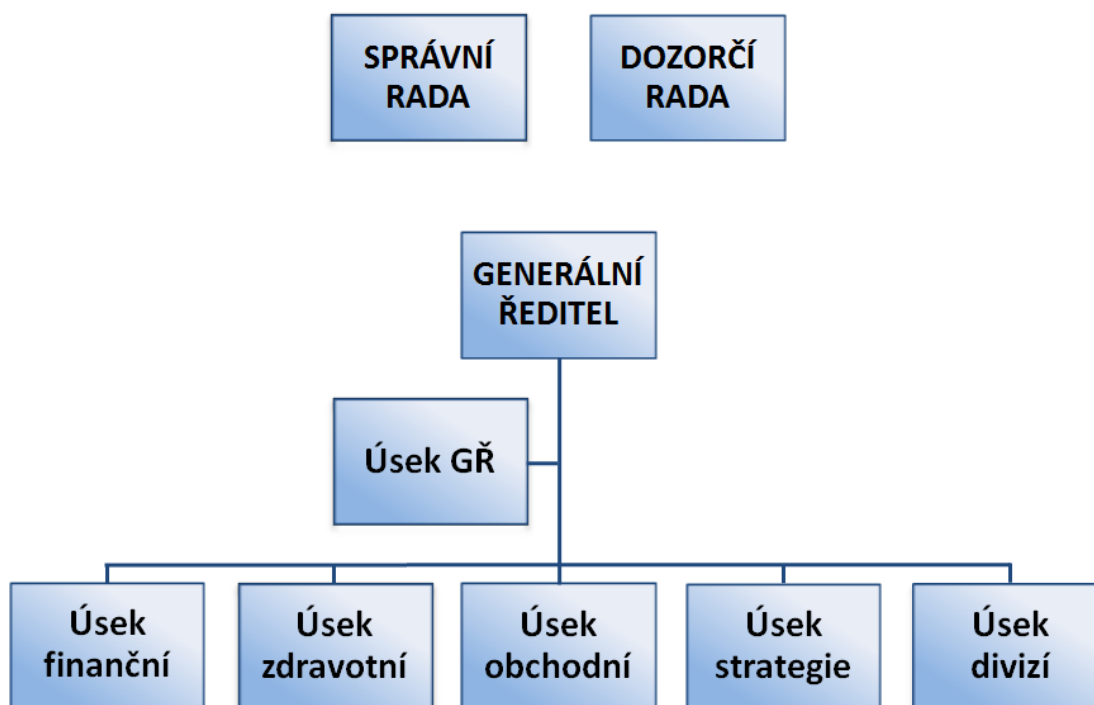 SPRÁVNÍ
RADA
DOZORČÍ
RADA
GENERÁLNÍ
ŘEDITEL
Úsek GŘ
Úsek
finanční
Úsek
zdravotní
Úsek
obchodní
Úsek
strategie
Úsek
divizí